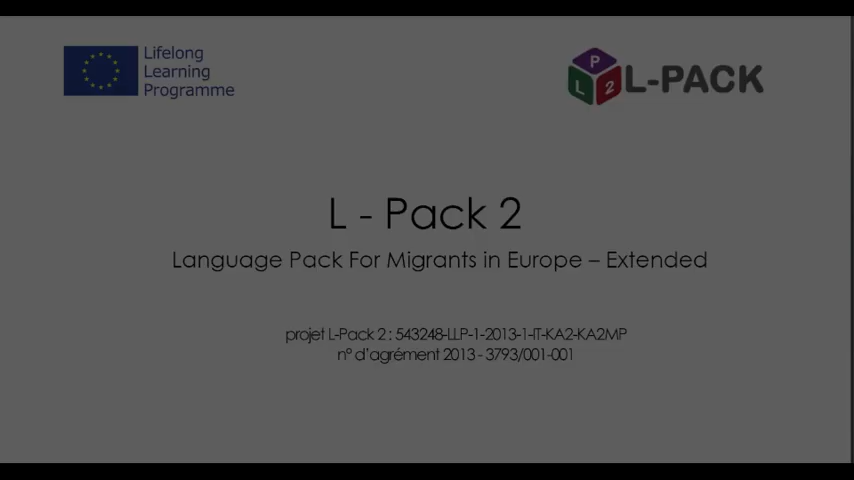 Lifelong
Learning
Programme
P
L
2
L-PACK
L - Pack 2
Language Pack For Migrants in Europe – Extended
projet L-Pack 2 : 543248-LLP-1-2013-1-IT-KA2-KA2MP
n° d'agrément 2013 - 3793/001-001